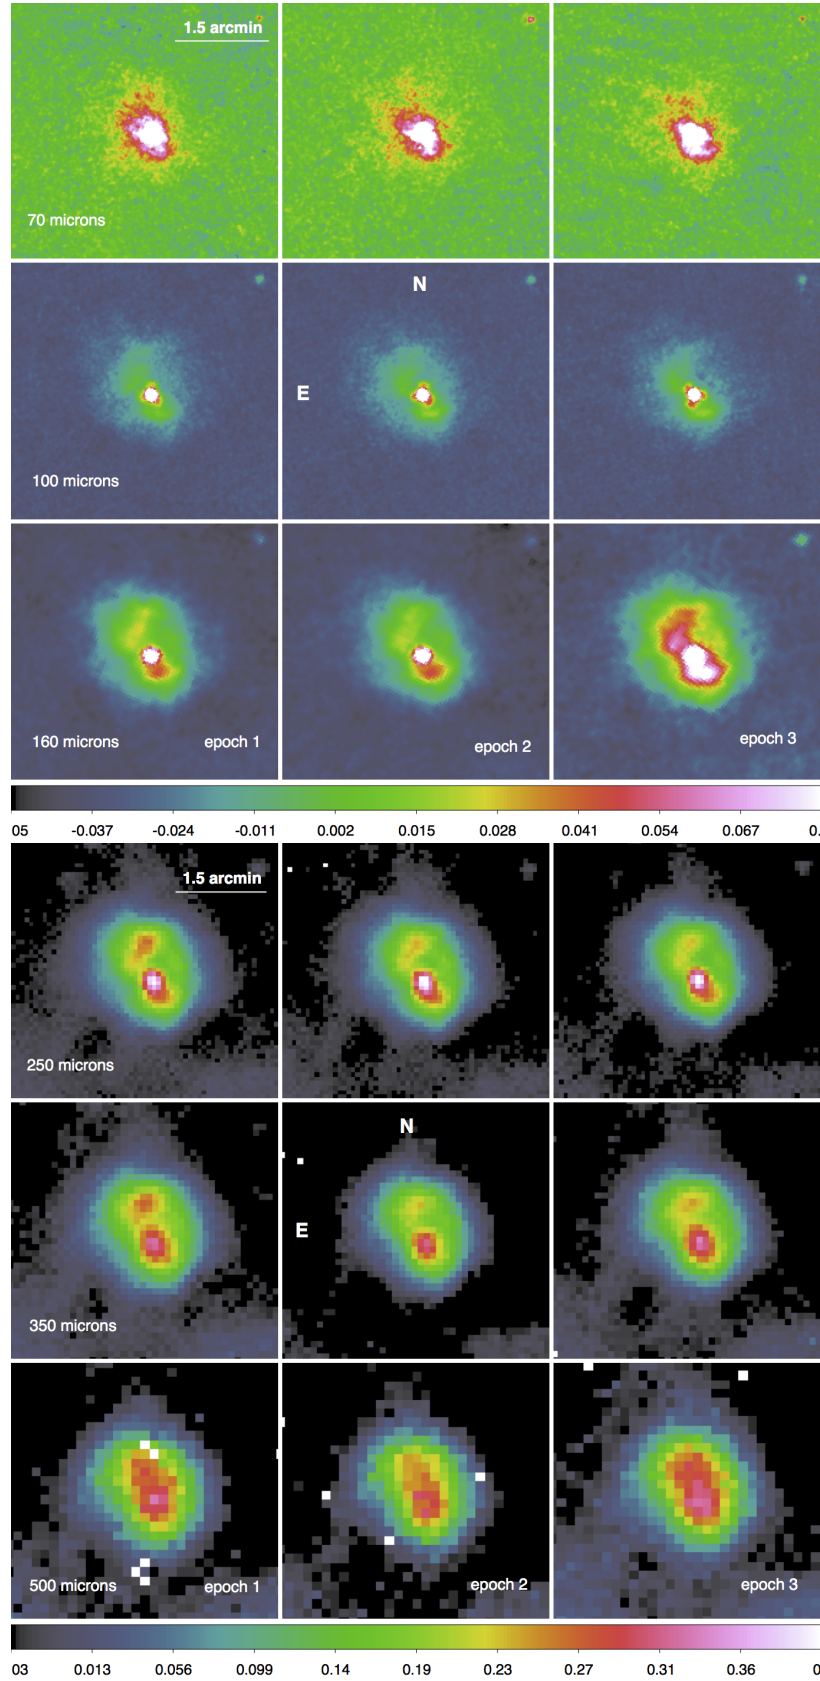 1.5 arcmin
70 microns
N
E
100 microns
160 microns epoch 1 epoch 2 epoch 3
05 -0.037 -0.024 -0.011 0.002 0.015 0.028 0.041 0.054 0.067 0.
1.5 arcmin
250 microns
N
E
350 microns
500 microns epoch 1 epoch 2 epoch 3
03 0.013 0.056 0.099 0.14 0.19 0.23 0.27 0.31 0.36 0